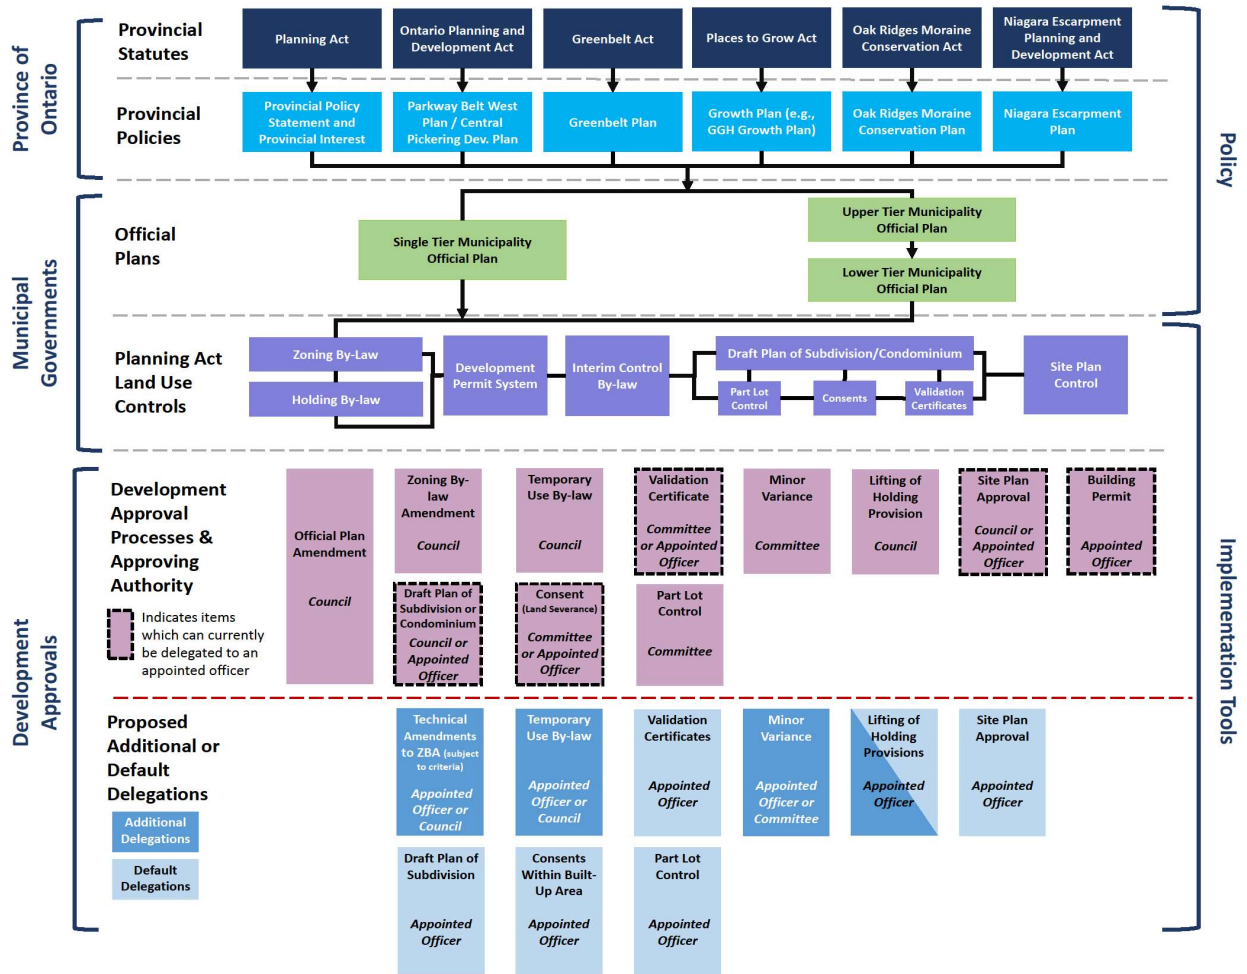 Province of
Ontario
Provincial
Statutes
Planning Act
Ontario Planning and
Development Act
Greenbelt Act
Places to Grow Act
Oak Ridges Moraine
Conservation Act
Niagara Escarpment
Planning and
Development Act
Provincial
Policies
Provincial Policy
Statement and
Provincial Interest
Parkway Belt West
Plan / Central
Pickering Dev. Plan
Greenbelt Plan
Growth Plan (e.g.,
GGH Growth Plan)
Oak Ridges Moraine
Conservation Plan
Niagara Escarpment
Plan
Policy
Municipal
Governments
Official
Plans
Single Tier Municipality
Official Plan
Upper Tier Municipality
Official Plan
Lower Tier Municipality
Official Plan
Planning Act
Land Use
Controls
Zoning By-Law
Holding By-law
Development
Permit System
Interim Control
By-law
Draft Plan of Subdivision/Condominium
Part Lot
Control
Consents
Validation
Certificates
Site Plan
Control
Implementation Tools
Development
Approvals
Development
Approval
Processes &
Approving
Authority
Indicates items
which can currently
be delegated to an
appointed officer
Official Plan
Amendment
Council
Zoning By-
law
Amendment
Council
Temporary
Use By-law
Council
Validation
Certificate
Committee
or Appointed
Officer
Minor
Variance
Committee
Lifting of
Holding
Provision
Council
Site Plan
Approval
Council or
Appointed
Officer
Building
Permit
Appointed
Officer
Draft Plan of
Subdivision or
Condominium
Council or
Appointed
Officer
Consent
(Land Severance)
Committee
or Appointed
Officer
Part Lot
Control
Committee
Proposed
Additional or
Default
Delegations
Additional
Delegations
Default
Delegations
Technical
Amendments
to ZBA (subject
to criteria)
Appointed
Officer or
Council
Temporary
Use By-law
Appointed
Officer or
Council
Validation
Certificates
Appointed
Officer
Minor
Variance
Appointed
Officer or
Committee
Lifting of
Holding
Provisions
Appointed
Officer
Site Plan
Approval
Appointed
Officer
Draft Plan of
Subdivision
Appointed
Officer
Consents
Within Built-
Up Area
Appointed
Officer
Part Lot
Control
Appointed
Officer